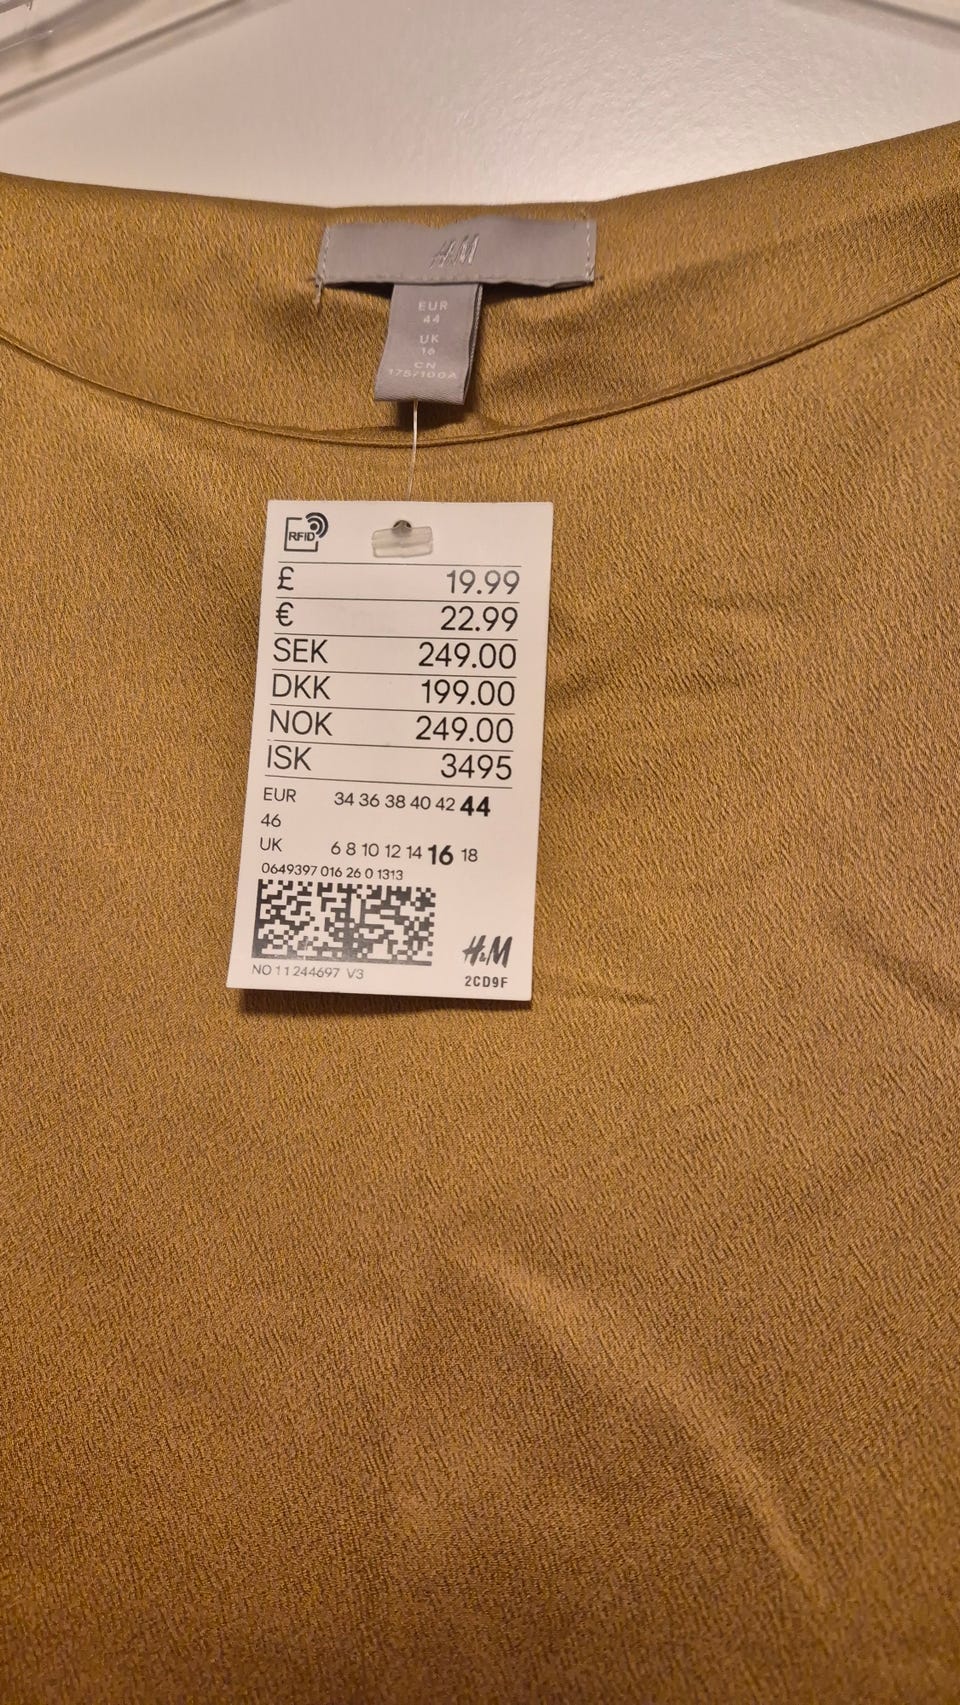 H&M
EUR
44
UK
16
CN
175/100A
RFID
£ 19.99
€ 22.99
SEK 249.00
DKK 199.00
NOK 249.00
ISK 3495
EUR 34 36 38 40 42 44
46
UK 6 8 10 12 14 16 18
0649397 016 26 0 1313
H&M
NO 11 244697 V3
2CD9F